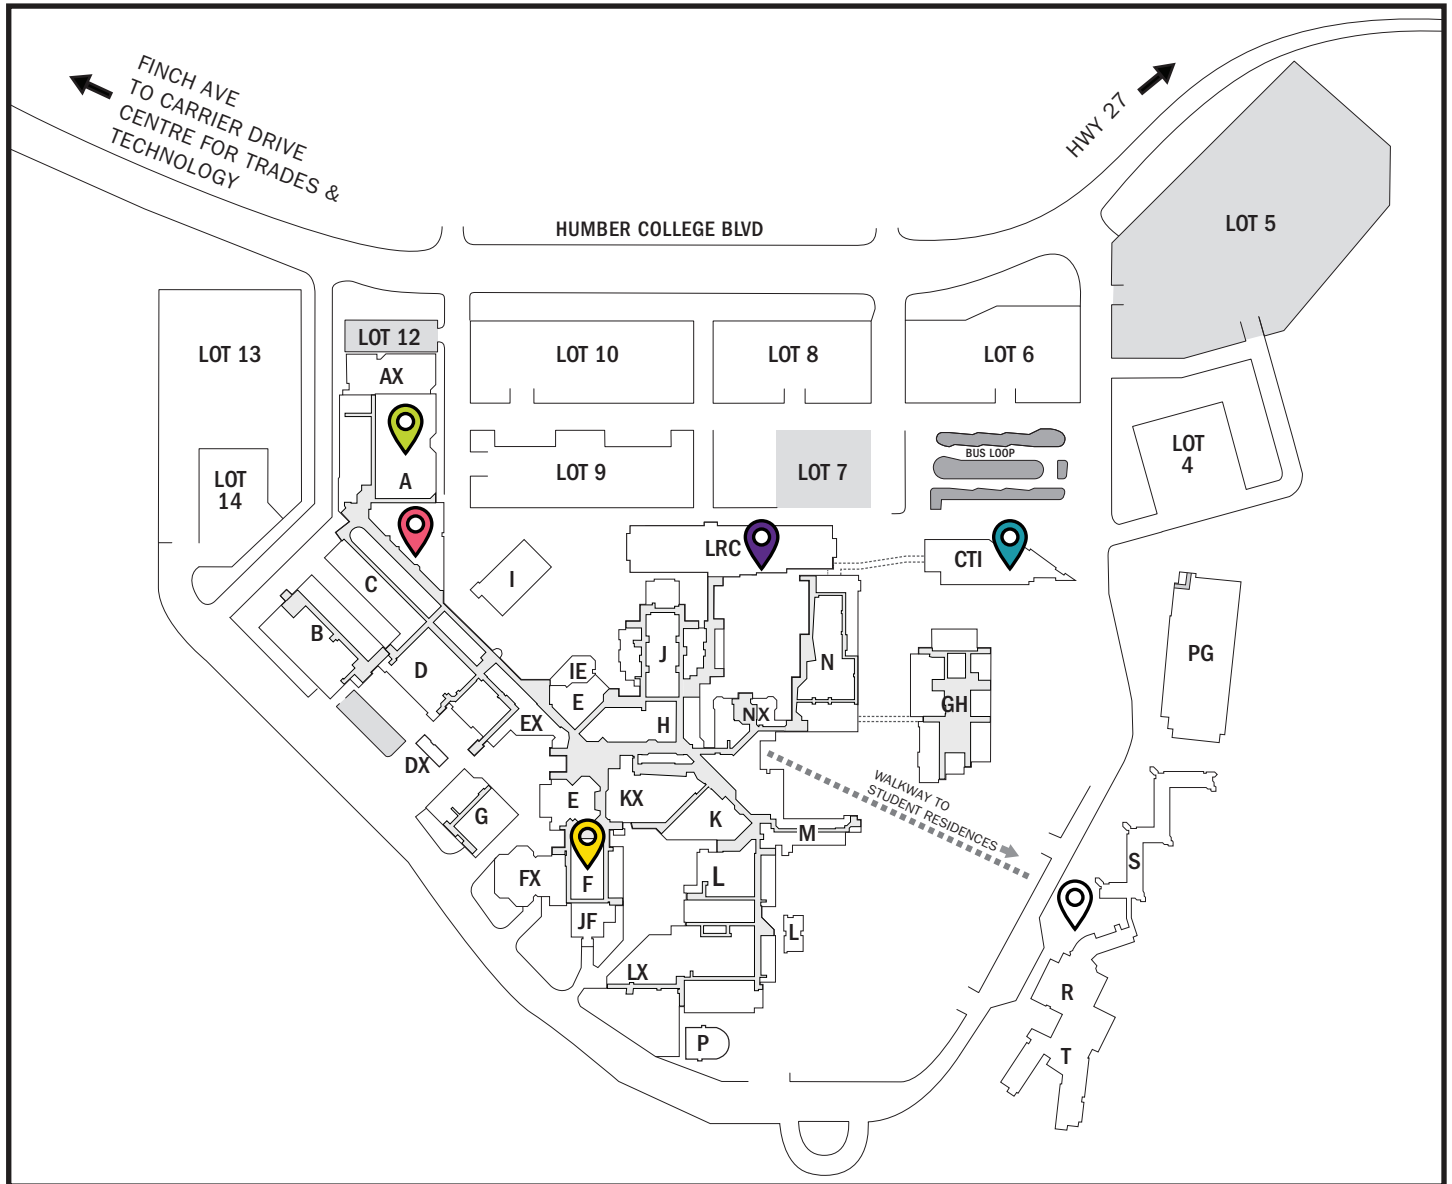 FINCH AVE
TO CARRIER DRIVE
CENTRE FOR TRADES &
TECHNOLOGY
HWY 27
HUMBER COLLEGE BLVD
LOT 5
LOT 13
LOT 12
LOT 10
LOT 8
LOT 6
AX
LOT
4
LOT 9
LOT 7
BUS LOOP
LOT
14
A
LRC
CTI
I
C
B
D
IE
E
J
N
GH
PG
EX
H
NX
DX
WALKWAY TO
STUDENT RESIDENCES
G
E
KX
K
M
S
FX
F
L
JF
L
LX
R
P
T